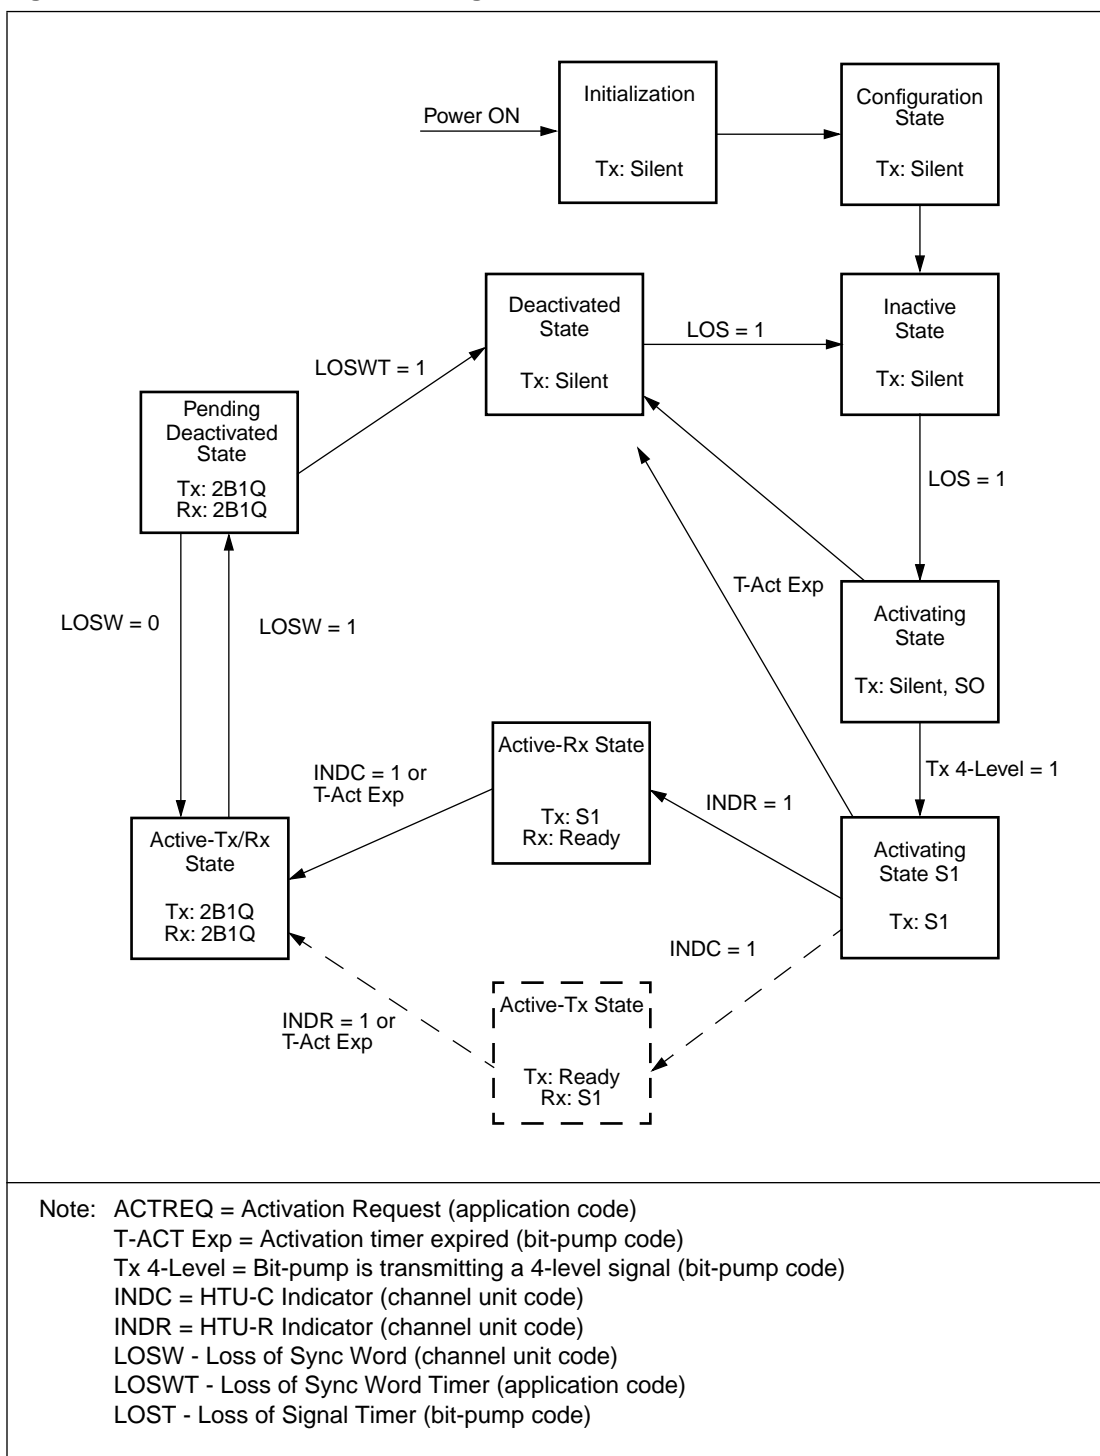 Power ON
Initialization
Tx: Silent
Configuration
State
Tx: Silent
Deactivated
State
Tx: Silent
LOS = 1
Inactive
State
Tx: Silent
LOSWT = 1
Pending
Deactivated
State
Tx: 2B1Q
Rx: 2B1Q
LOS = 1
T-Act Exp
LOSW = 0
LOSW = 1
Activating
State
Tx: Silent, SO
Tx 4-Level = 1
Active-Rx State
Tx: S1
Rx: Ready
INDC = 1 or
T-Act Exp
INDR = 1
Active-Tx/Rx
State
Tx: 2B1Q
Rx: 2B1Q
Activating
State S1
Tx: S1
INDC = 1
Active-Tx State
Tx: Ready
Rx: S1
INDR = 1 or
T-Act Exp
Note: ACTREQ = Activation Request (application code)
T-ACT Exp = Activation timer expired (bit-pump code)
Tx 4-Level = Bit-pump is transmitting a 4-level signal (bit-pump code)
INDC = HTU-C Indicator (channel unit code)
INDR = HTU-R Indicator (channel unit code)
LOSW - Loss of Sync Word (channel unit code)
LOSWT - Loss of Sync Word Timer (application code)
LOST - Loss of Signal Timer (bit-pump code)